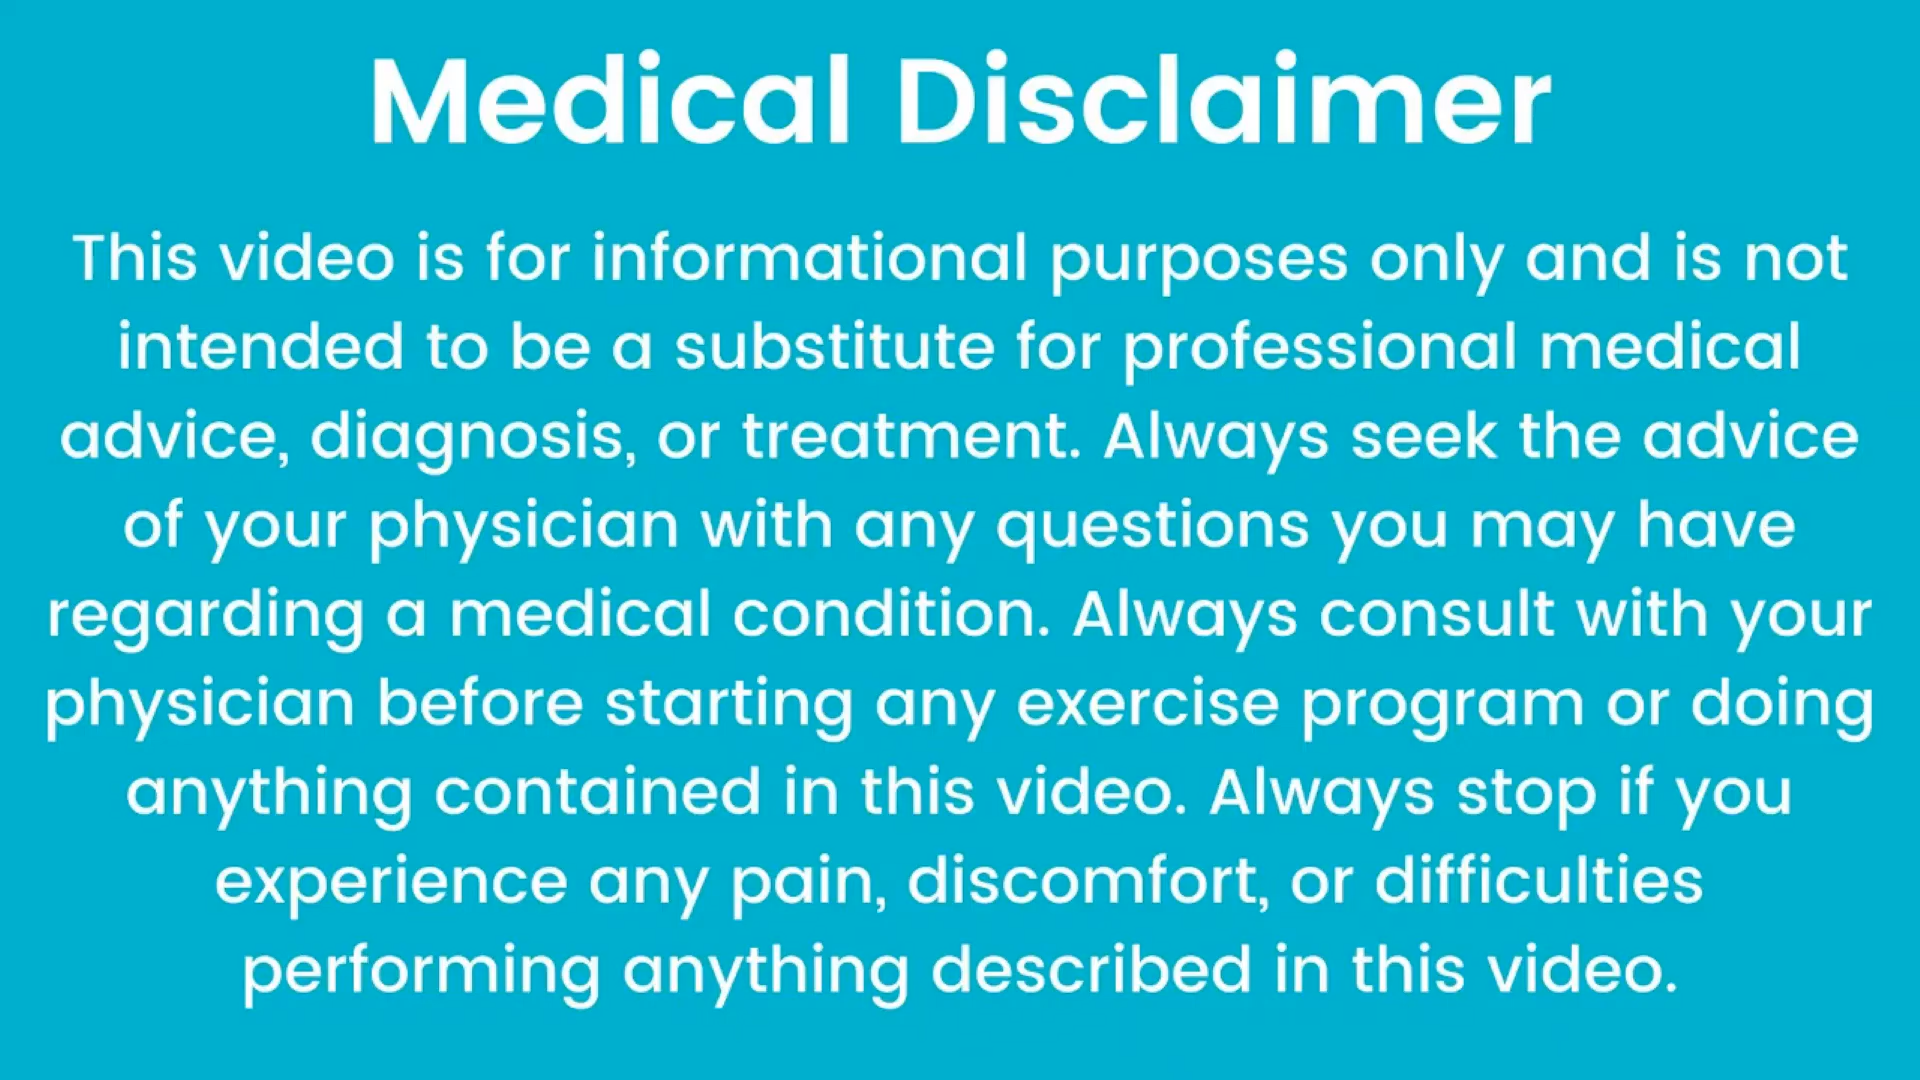 Medical Disclaimer
This video is for informational purposes only and is not
intended to be a substitute for professional medical
advice, diagnosis, or treatment. Always seek the advice
of your physician with any questions you may have
regarding a medical condition. Always consult with your
physician before starting any exercise program or doing
anything contained in this video. Always stop if you
experience any pain, discomfort, or difficulties
performing anything described in this video.